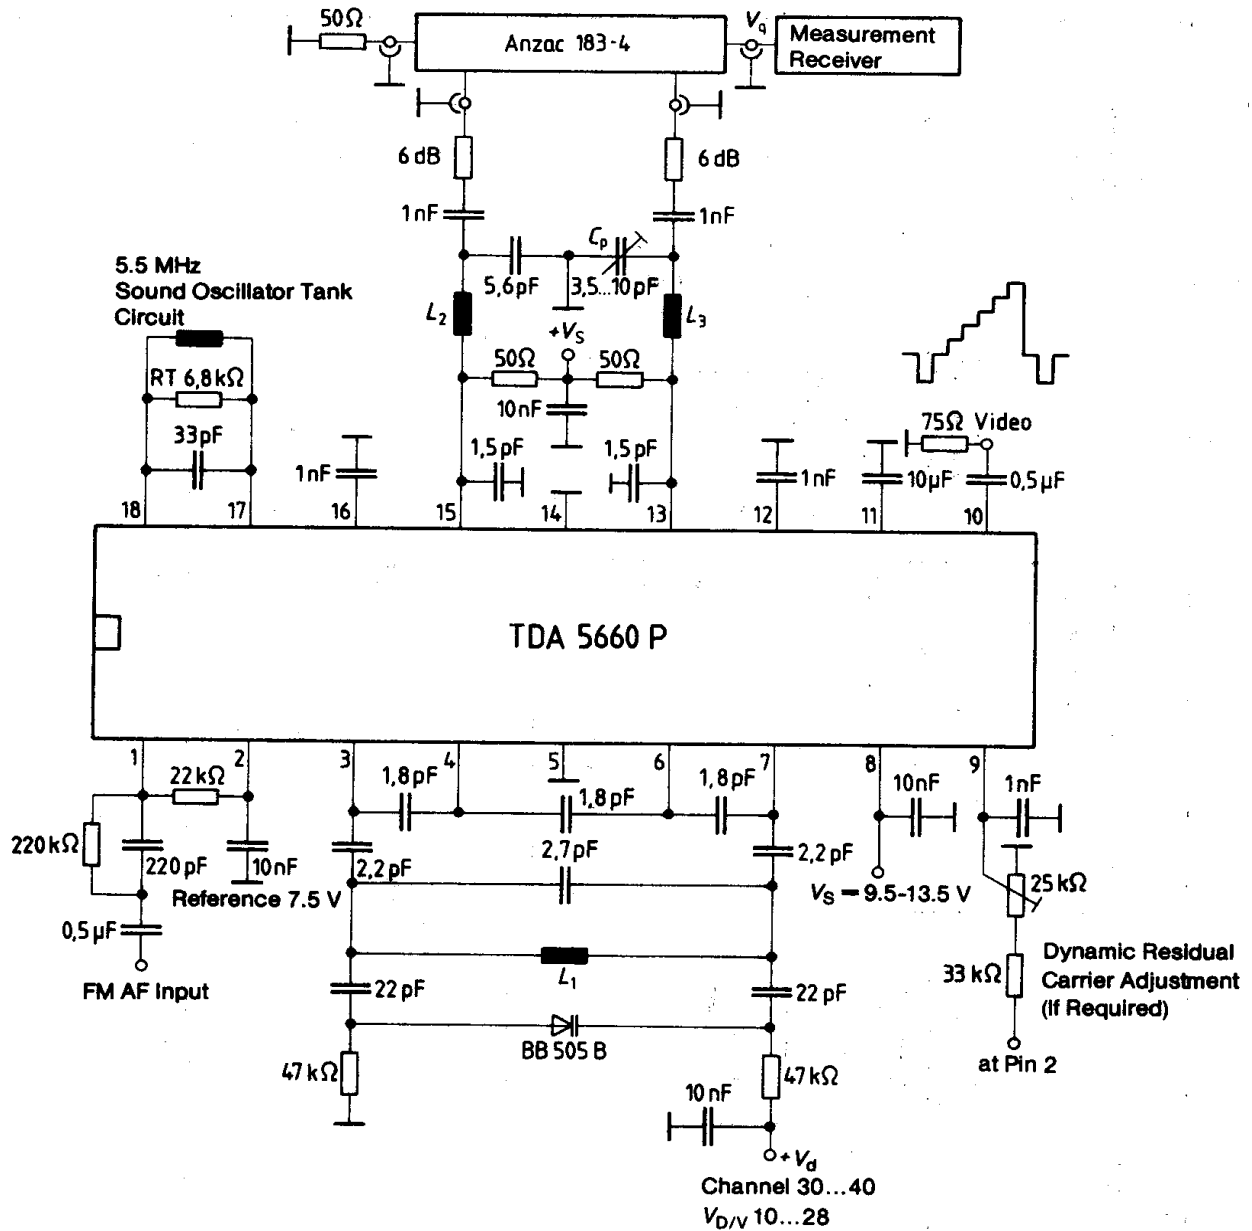 50Ω
Anzac 183-4
Vq
Measurement
Receiver
6 dB
6 dB
1nF
1nF
Cp
5,6pF
3,5...10pF
5.5 MHz
Sound Oscillator Tank
Circuit
L2
L3
+VS
RT 6,8kΩ
50Ω
50Ω
10nF
33pF
1nF
1,5pF
1,5pF
1nF
10µF
75Ω Video
0,5µF
18
17
16
15
14
13
12
11
10
TDA 5660 P
1
2
3
4
5
6
7
8
9
22kΩ
1,8pF
1,8pF
1,8pF
10nF
1nF
220kΩ
220pF
10nF
2,2pF
2,7pF
2,2pF
Reference 7.5 V
VS = 9.5-13.5 V
25kΩ
0,5µF
FM AF Input
L1
22pF
22 pF
33 kΩ
Dynamic Residual
Carrier Adjustment
(If Required)
BB 505 B
47kΩ
47kΩ
at Pin 2
10nF
+Vd
Channel 30...40
VD/V 10...28